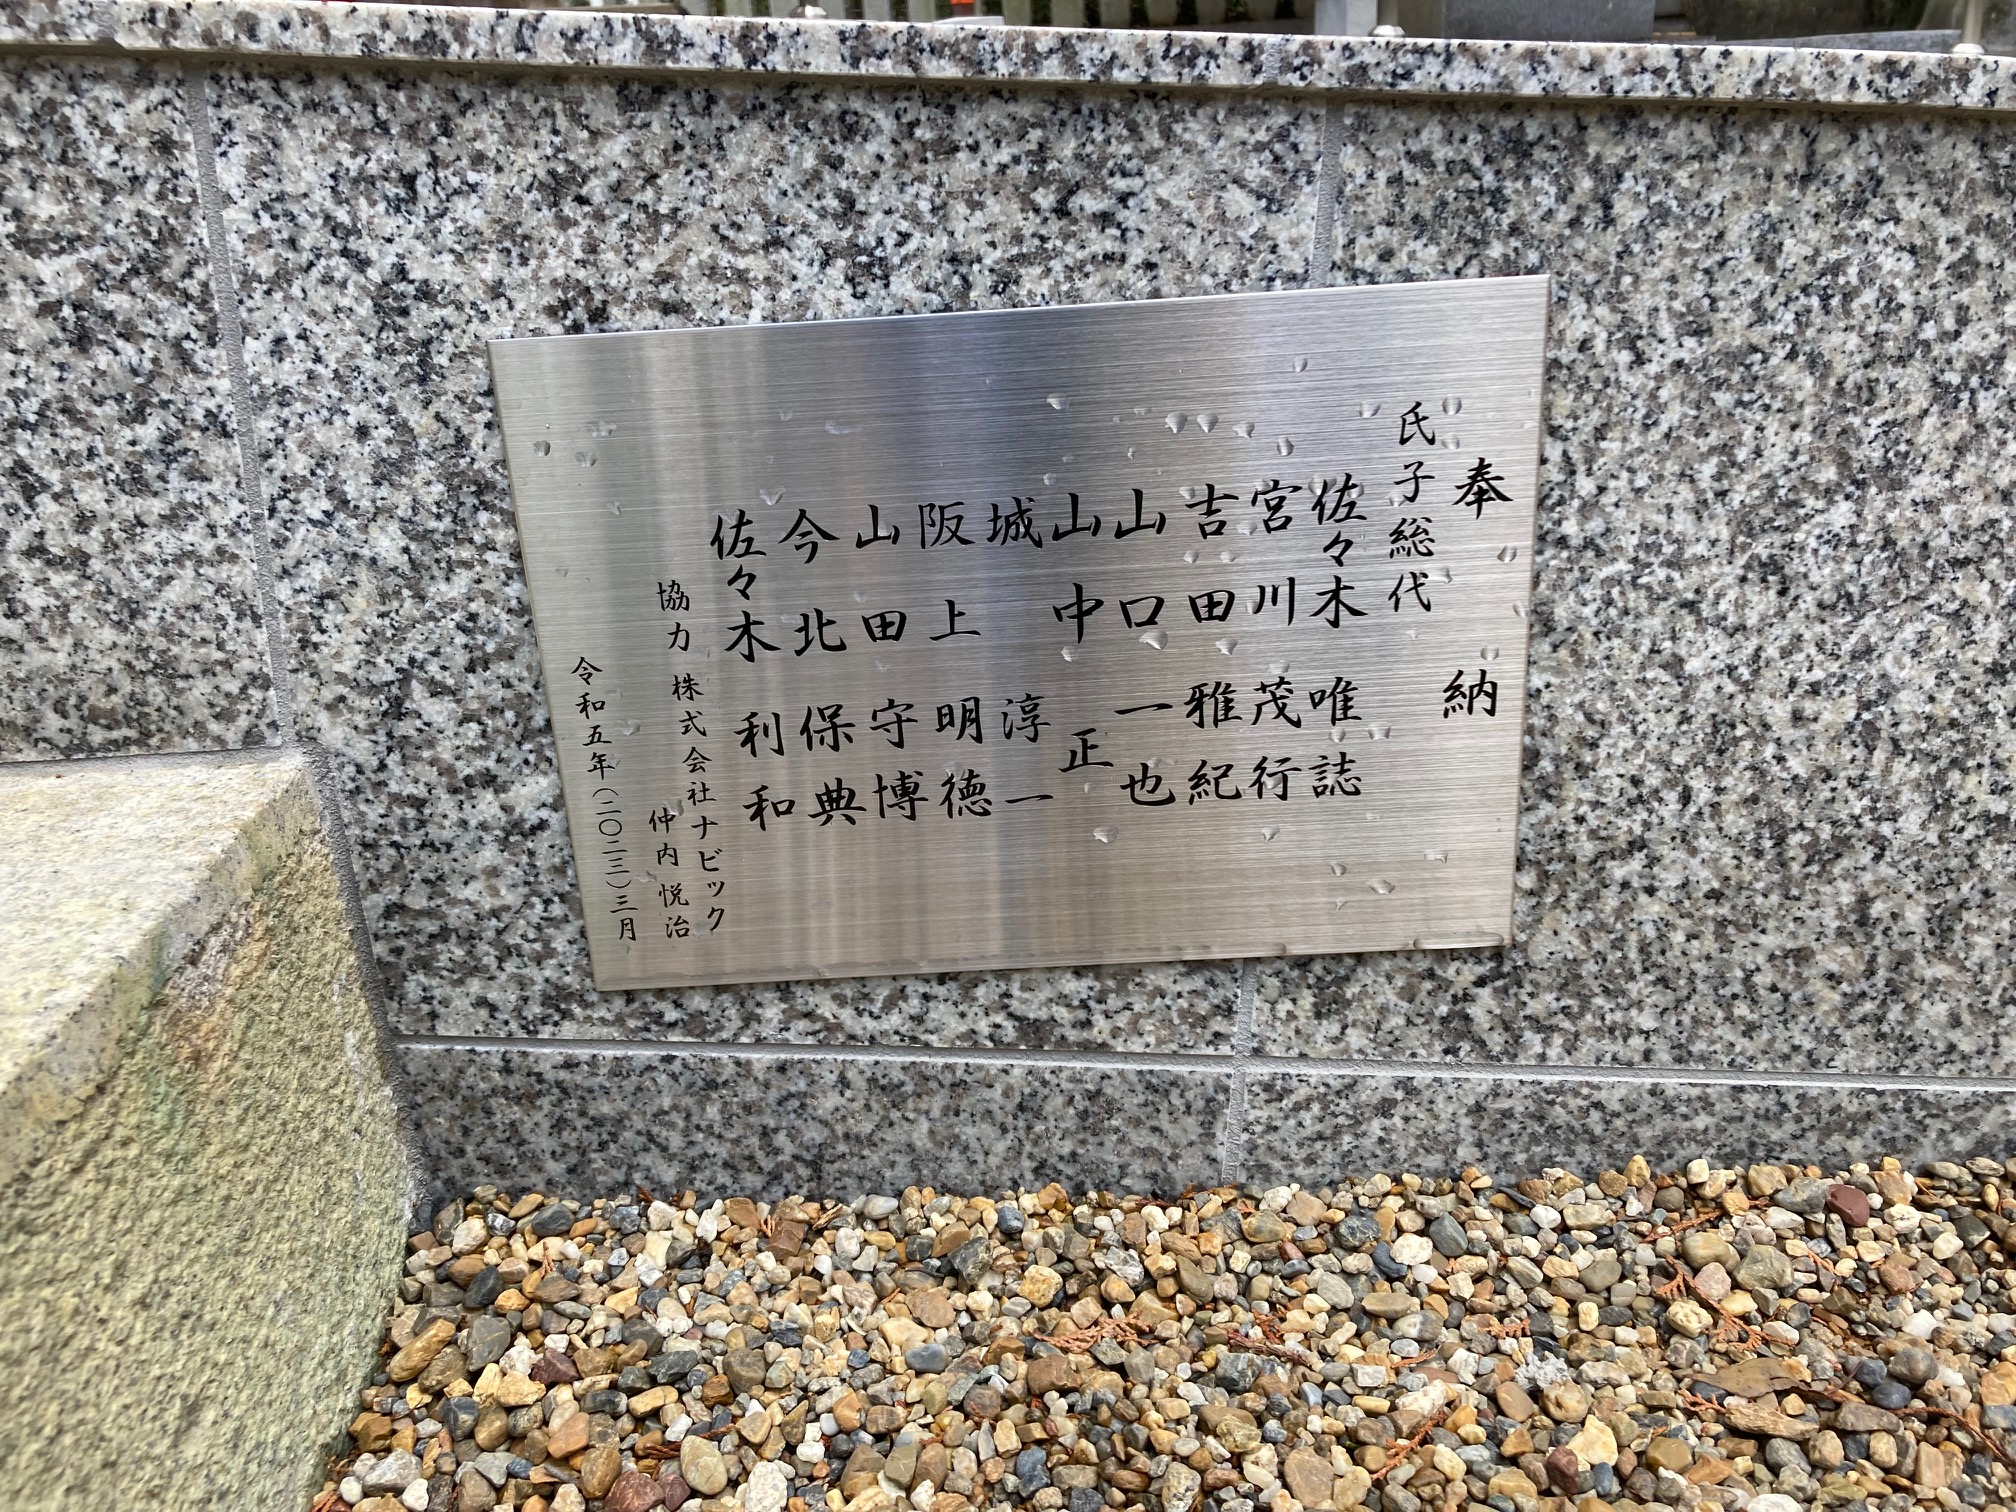 奉納
氏子総代
佐々木唯誌
宮川茂行
吉田雅紀
山口一也
山中正
城淳一
阪上明徳
山田守博
今北保典
佐々木利和
協力株式会社ナビック
仲内悦治
令和五年(二〇二三)三月